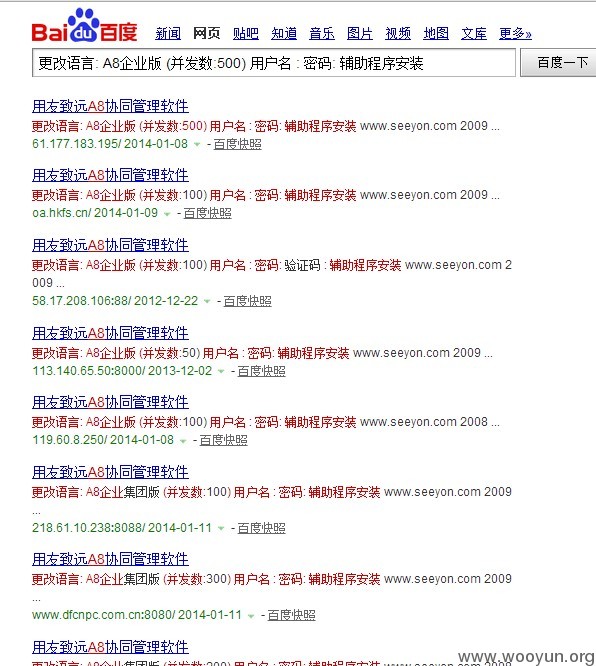 Bai du 百度 新闻 网页 贴吧 知道 音乐 图片 视频 地图 文库 更多»
更改语言: A8企业版 (并发数:500) 用户名 : 密码: 辅助程序安装 百度一下
用友致远A8协同管理软件
更改语言: A8企业版 (并发数:500) 用户名 : 密码: 辅助程序安装 www.seeyon.com 2009 ...
61.177.183.195/ 2014-01-08 - 百度快照
用友致远A8协同管理软件
更改语言: A8企业版 (并发数:100) 用户名 : 密码: 辅助程序安装 www.seeyon.com 2009 ...
oa.hkfs.cn/ 2014-01-09 - 百度快照
用友致远A8协同管理软件
更改语言: A8企业版 (并发数:100) 用户名 : 密码: 验证码 : 辅助程序安装 www.seeyon.com 2
009 ...
58.17.208.106:88/ 2012-12-22 - 百度快照
用友致远A8协同管理软件
更改语言: A8企业版 (并发数:50) 用户名 : 密码: 辅助程序安装 www.seeyon.com 2009 ...
113.140.65.50:8000/ 2013-12-02 - 百度快照
用友致远A8协同管理软件
更改语言: A8企业版 (并发数:100) 用户名 : 密码: 辅助程序安装 www.seeyon.com 2008 ...
119.60.8.250/ 2014-01-08 - 百度快照
用友致远A8协同管理软件
更改语言: A8企业集团版 (并发数:100) 用户名 : 密码: 辅助程序安装 www.seeyon.com 2009
...
218.61.10.238:8088/ 2014-01-11 - 百度快照
用友致远A8协同管理软件
更改语言: A8企业集团版 (并发数:300) 用户名 : 密码: 辅助程序安装 www.seeyon.com 2009
...
www.dfcnpc.com.cn:8080/ 2014-01-11 - 百度快照
用友致远A8协同管理软件
www.wooyun.org